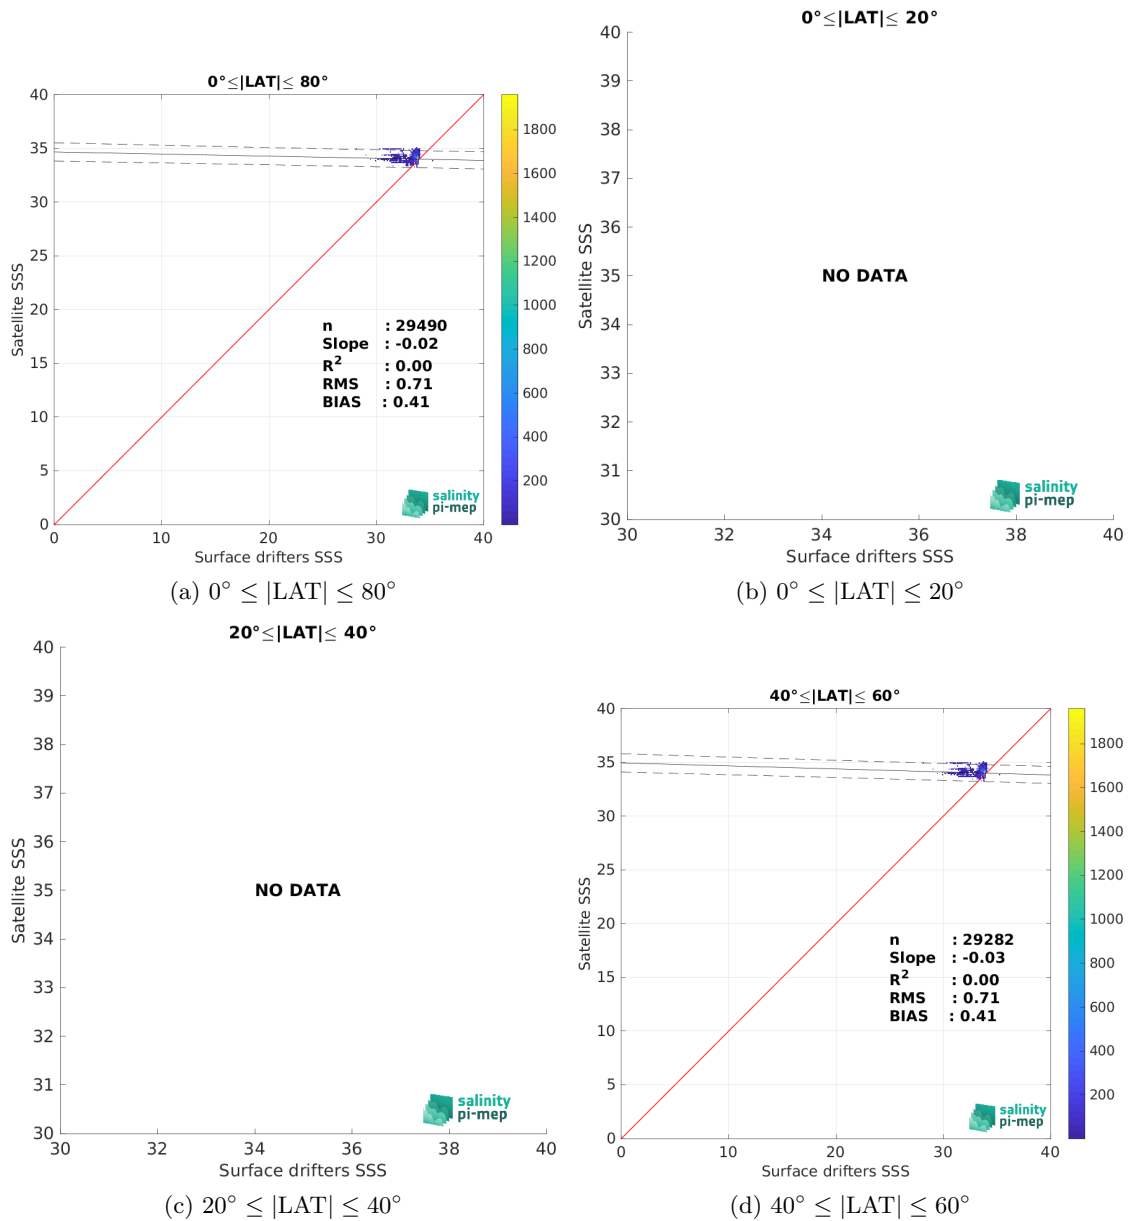 0°≤|LAT|≤ 80°
40
35
30
25
20
15
10
5
0
Satellite SSS
n : 29490
Slope : -0.02
R² : 0.00
RMS : 0.71
BIAS : 0.41
salinity
pi-mep
0 10 20 30 40
Surface drifters SSS
1800
1600
1400
1200
1000
800
600
400
200
(a) 0° ≤ |LAT| ≤ 80°
0°≤|LAT|≤ 20°
40
39
38
37
36
35
34
33
32
31
30
Satellite SSS
NO DATA
salinity
pi-mep
30 32 34 36 38 40
Surface drifters SSS
(b) 0° ≤ |LAT| ≤ 20°
20°≤|LAT|≤ 40°
40
39
38
37
36
35
34
33
32
31
30
Satellite SSS
NO DATA
salinity
pi-mep
30 32 34 36 38 40
Surface drifters SSS
(c) 20° ≤ |LAT| ≤ 40°
40°≤|LAT|≤ 60°
40
35
30
25
20
15
10
5
0
Satellite SSS
n : 29282
Slope : -0.03
R² : 0.00
RMS : 0.71
BIAS : 0.41
salinity
pi-mep
0 10 20 30 40
Surface drifters SSS
1800
1600
1400
1200
1000
800
600
400
200
(d) 40° ≤ |LAT| ≤ 60°